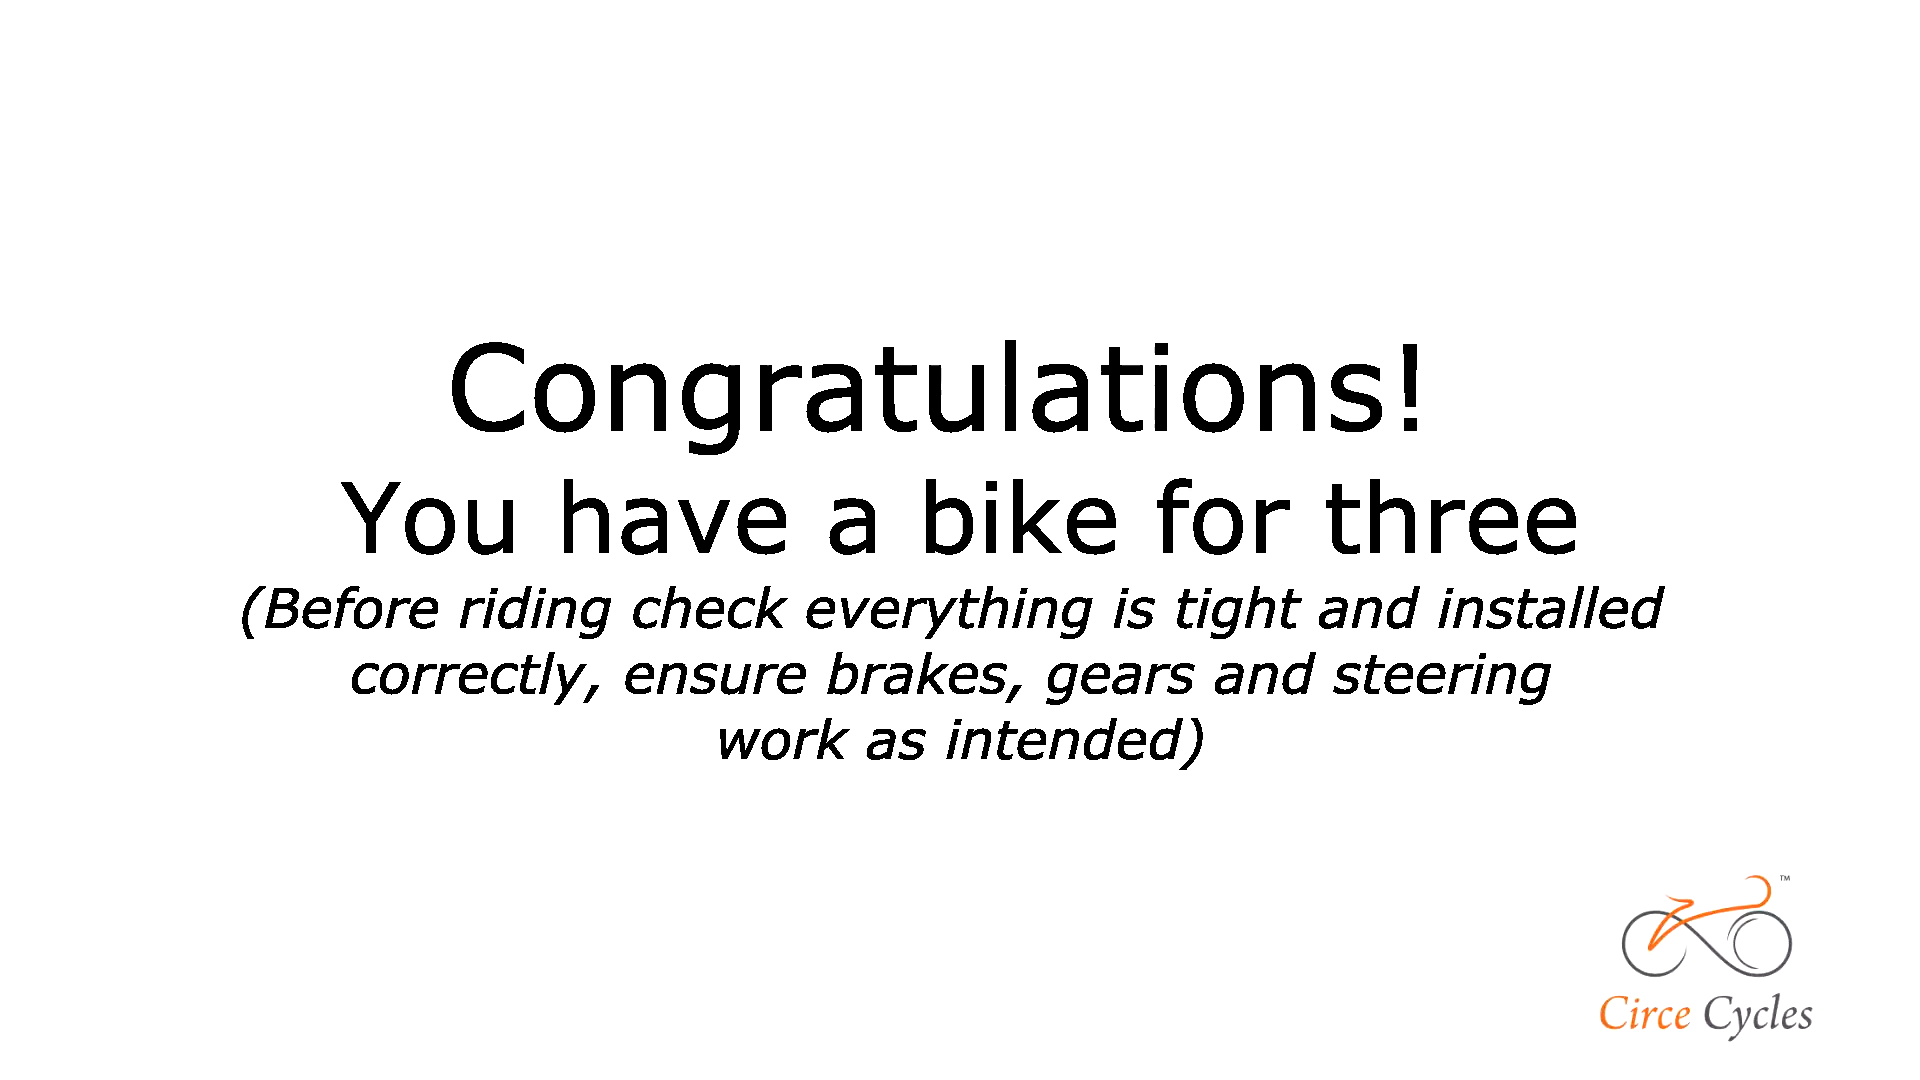 Congratulations!
You have a bike for three
(Before riding check everything is tight and installed
correctly, ensure brakes, gears and steering
work as intended)
™
Circe Cycles